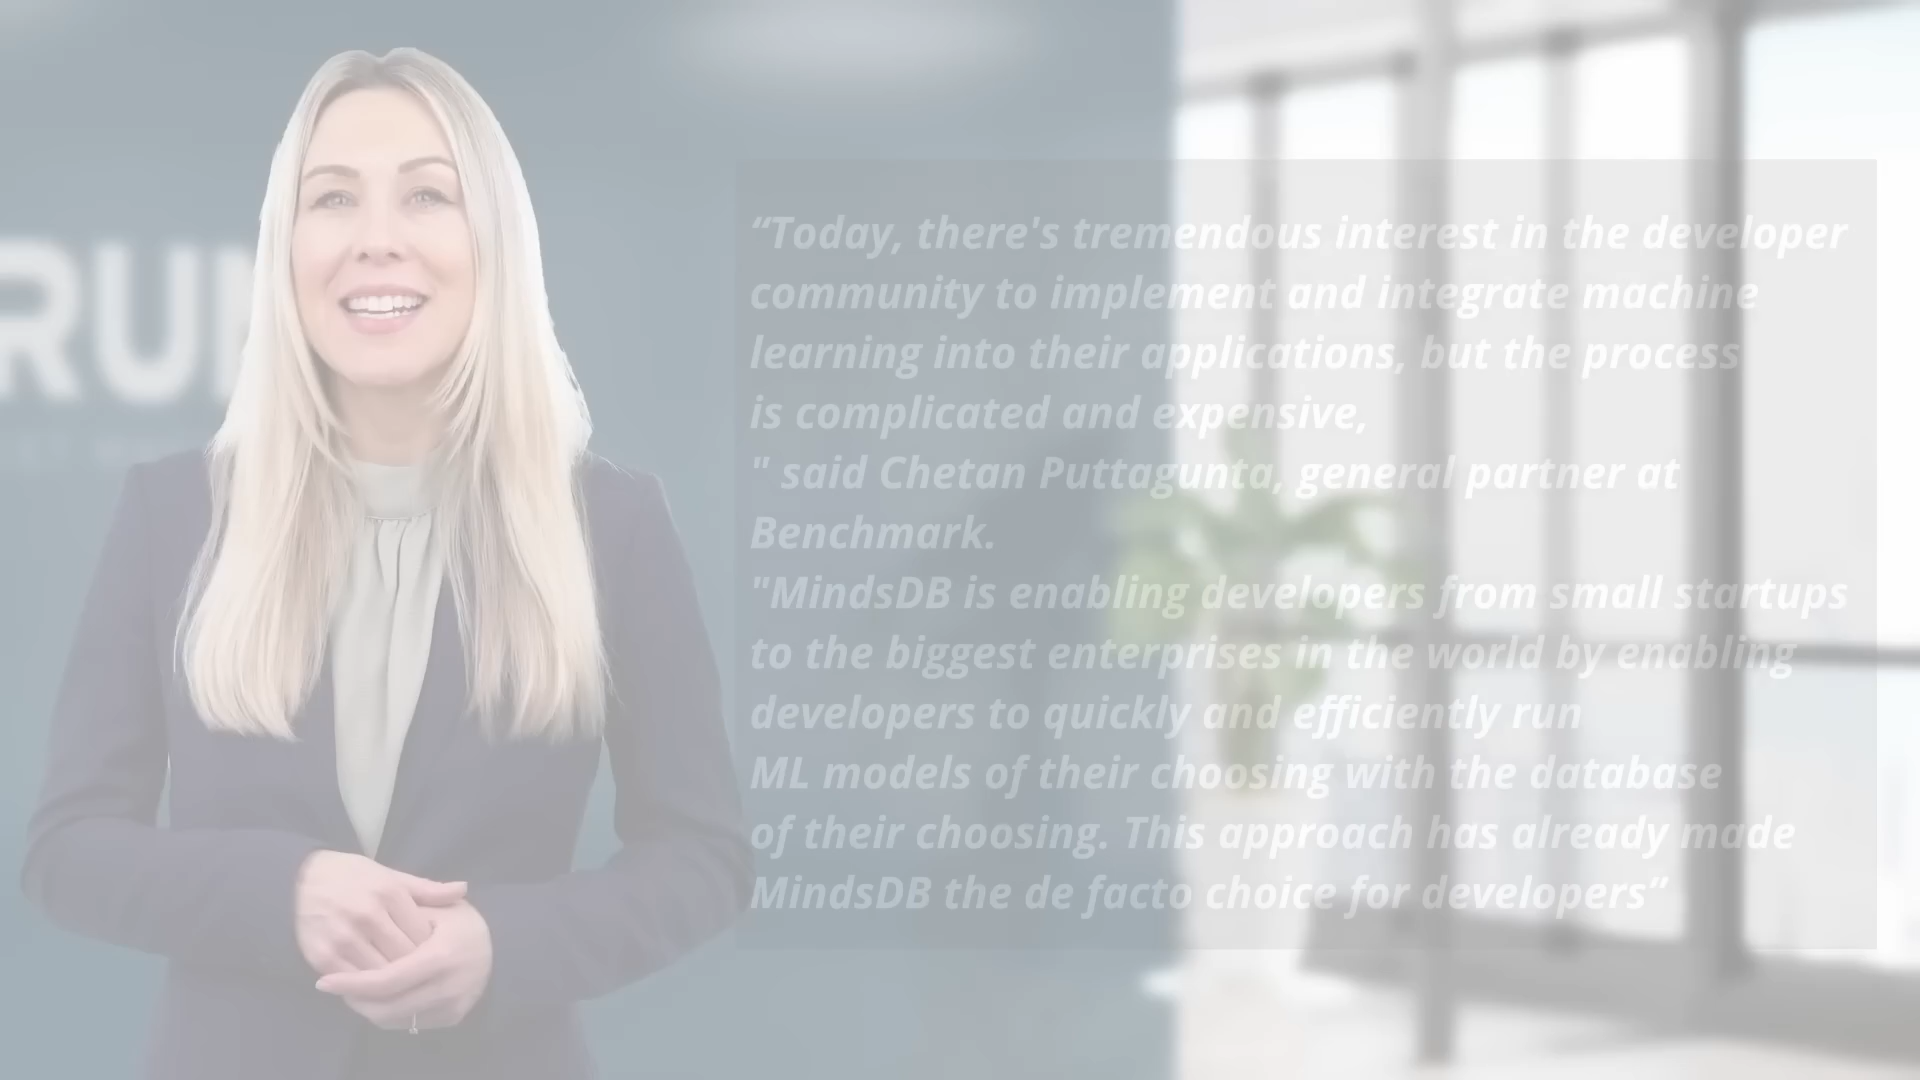 RUN
“Today, there's tremendous interest in the developer
community to implement and integrate machine
learning into their applications, but the process
is complicated and expensive,
" said Chetan Puttagunta, general partner at
Benchmark.
"MindsDB is enabling developers from small startups
to the biggest enterprises in the world by enabling
developers to quickly and efficiently run
ML models of their choosing with the database
of their choosing. This approach has already made
MindsDB the de facto choice for developers”